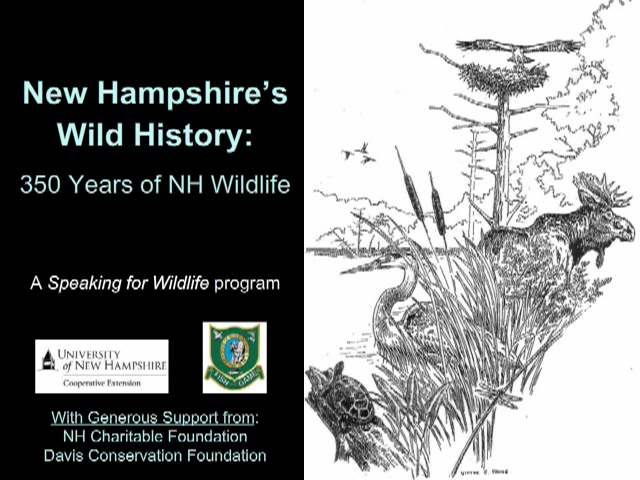 New Hampshire's
Wild History:
350 Years of NH Wildlife
A Speaking for Wildlife program
UNIVERSITY
of NEW HAMPSHIRE
Cooperative Extension
FISH GAME
With Generous Support from:
NH Charitable Foundation
Davis Conservation Foundation